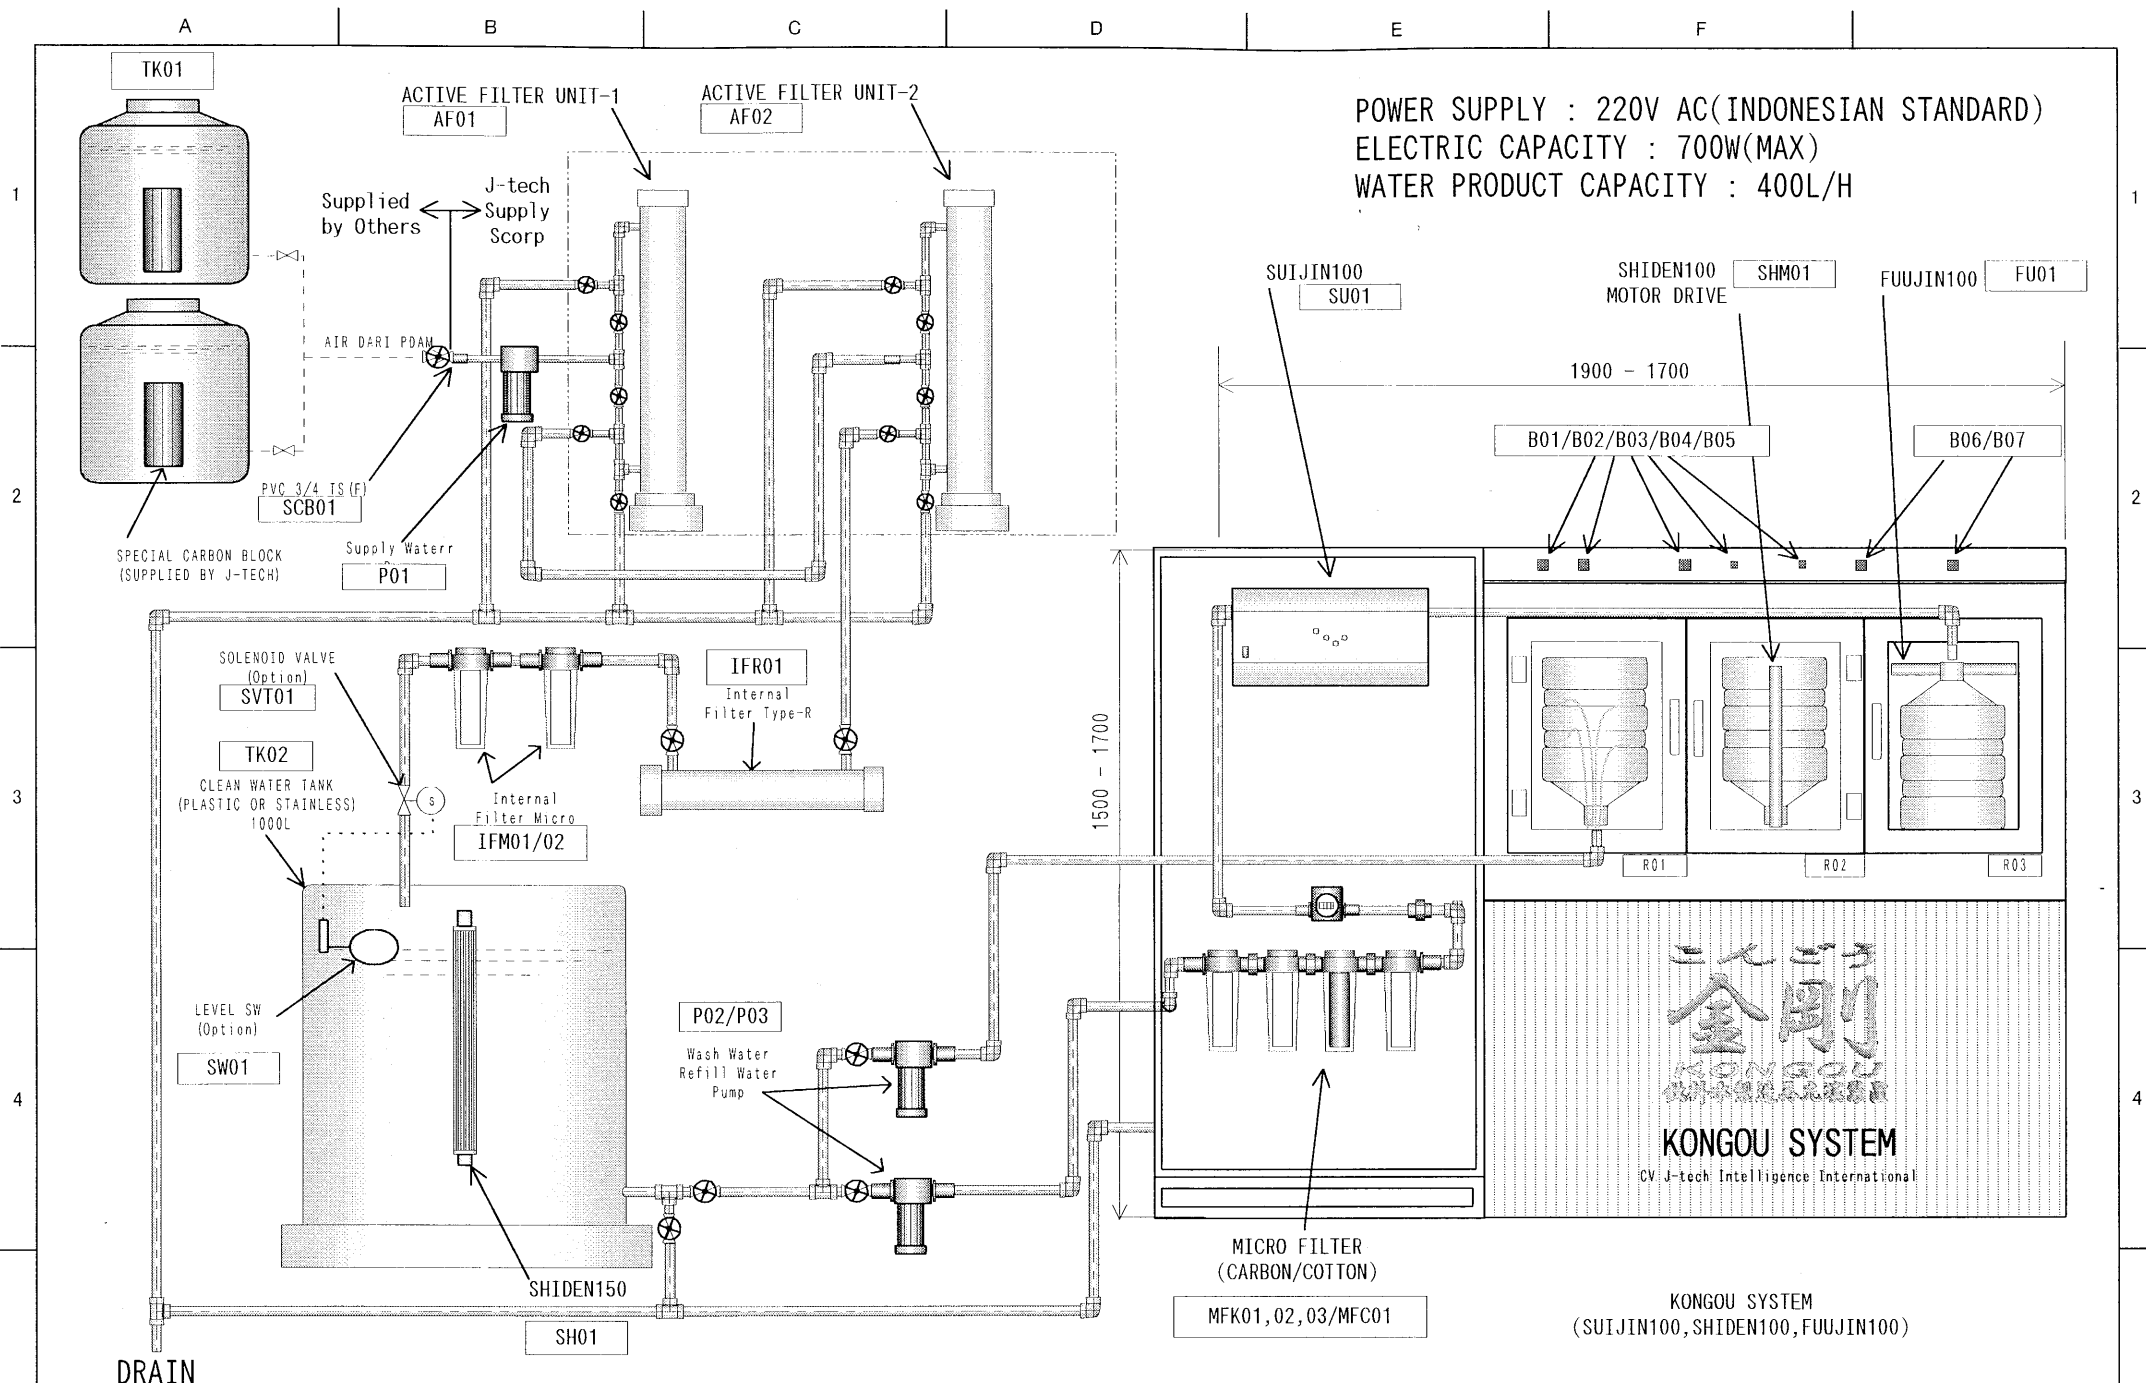 A B C D E F
TK01
ACTIVE FILTER UNIT-1
AF01
ACTIVE FILTER UNIT-2
AF02
POWER SUPPLY : 220V AC(INDONESIAN STANDARD)
ELECTRIC CAPACITY : 700W(MAX)
WATER PRODUCT CAPACITY : 400L/H
1
1
Supplied
by Others
J-tech
Supply
Scorp
SUIJIN100
SU01
SHIDEN100
MOTOR DRIVE
SHM01
FUUJIN100
FU01
AIR DARI PDAM
1900 - 1700
B01/B02/B03/B04/B05
B06/B07
2
2
PVC 3/4 TS(F)
SCB01
SPECIAL CARBON BLOCK
(SUPPLIED BY J-TECH)
Supply Waterr
P01
SOLENOID VALVE
(Option)
SVT01
IFR01
Internal
Filter Type-R
1500 - 1700
TK02
CLEAN WATER TANK
(PLASTIC OR STAINLESS)
1000L
S
Internal
Filter Micro
IFM01/02
3
3
R01
R02
R03
LEVEL SW
(Option)
SW01
P02/P03
Wash Water
Refill Water
Pump
金剛
KONGOU
4
4
KONGOU SYSTEM
CV J-tech Intelligence International
SHIDEN150
SH01
MICRO FILTER
(CARBON/COTTON)
MFK01,02,03/MFC01
KONGOU SYSTEM
(SUIJIN100,SHIDEN100,FUUJIN100)
DRAIN